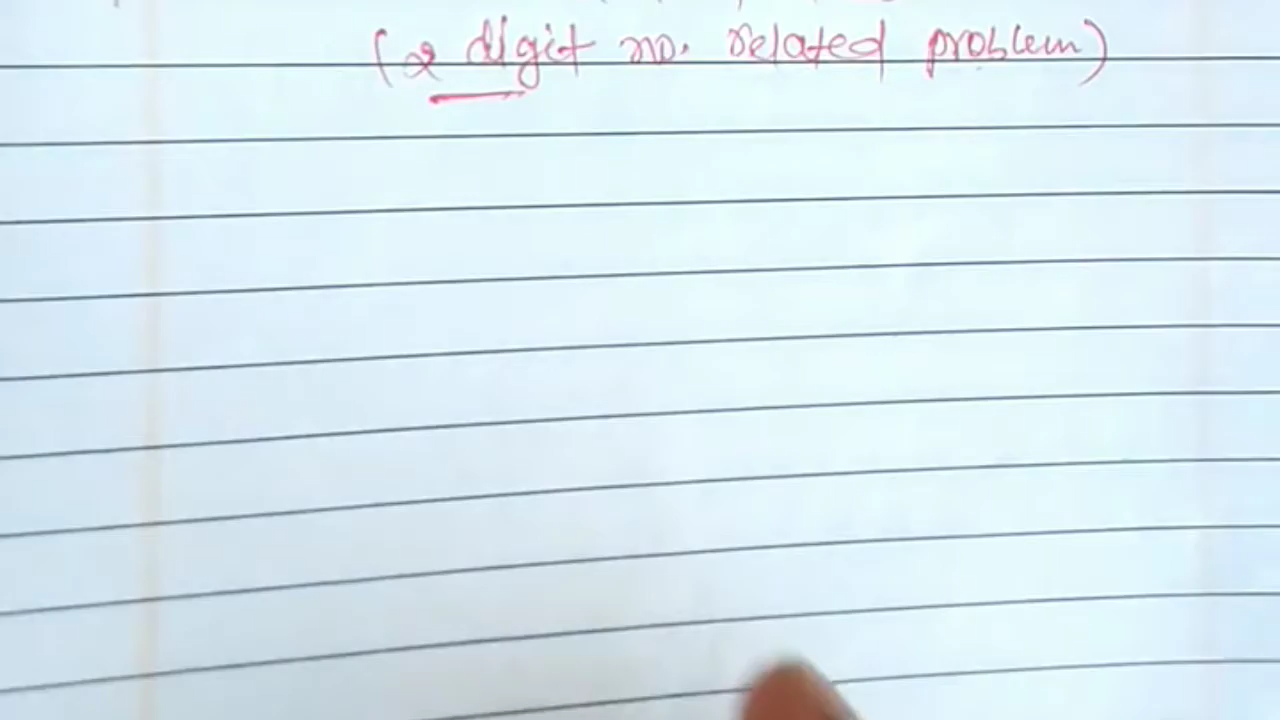 (2 digit no. related problem)